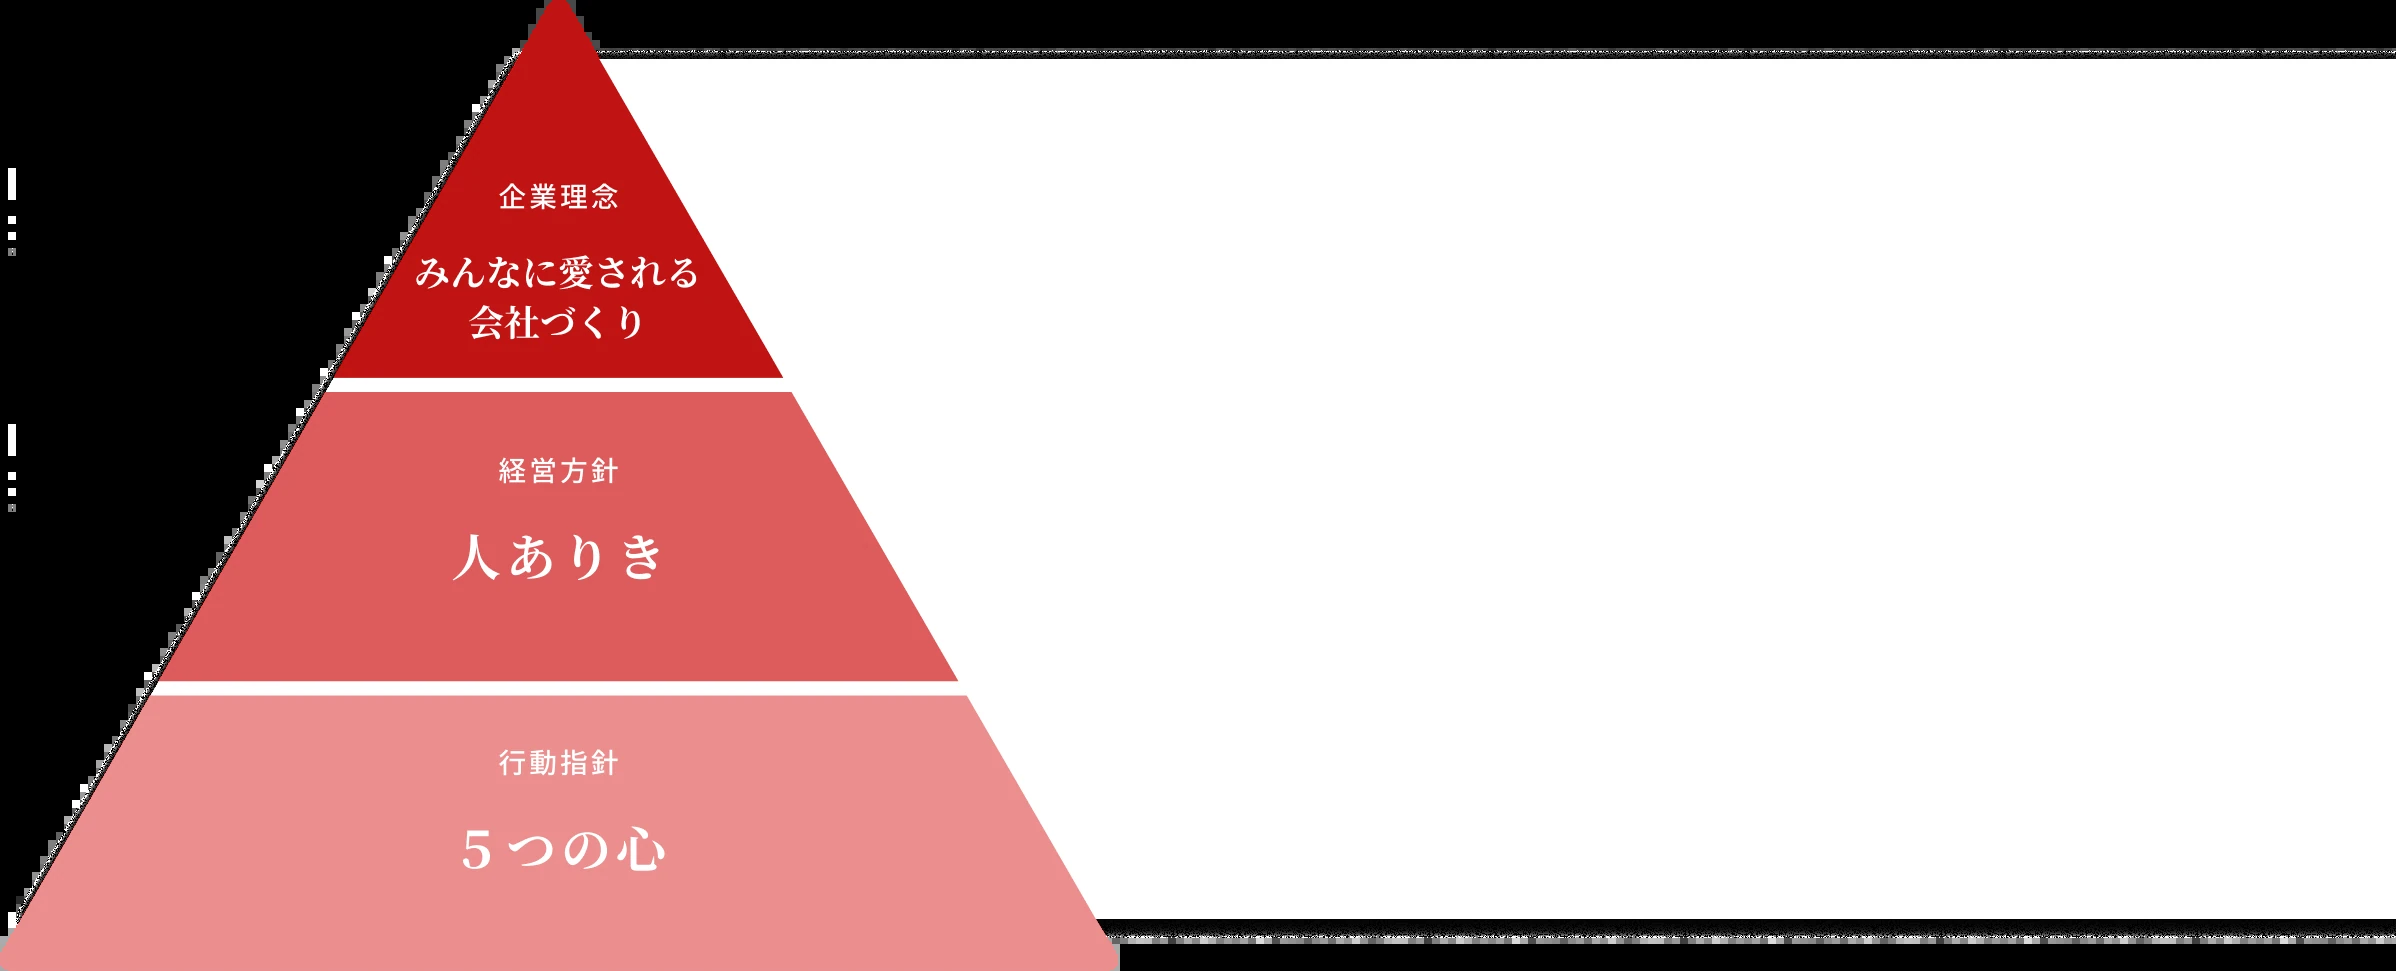 企業理念
みんなに愛される
会社づくり
経営方針
人ありき
行動指針
5つの心